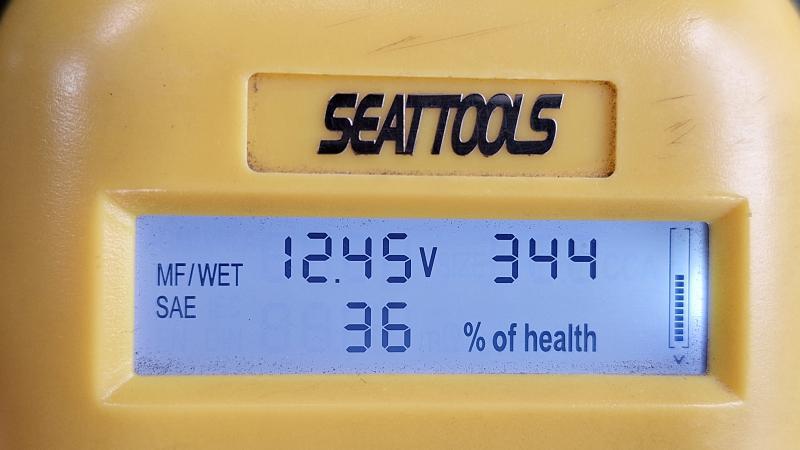 SEATTOOLS
MF/WET 12.45V 344
SAE
36 % of health